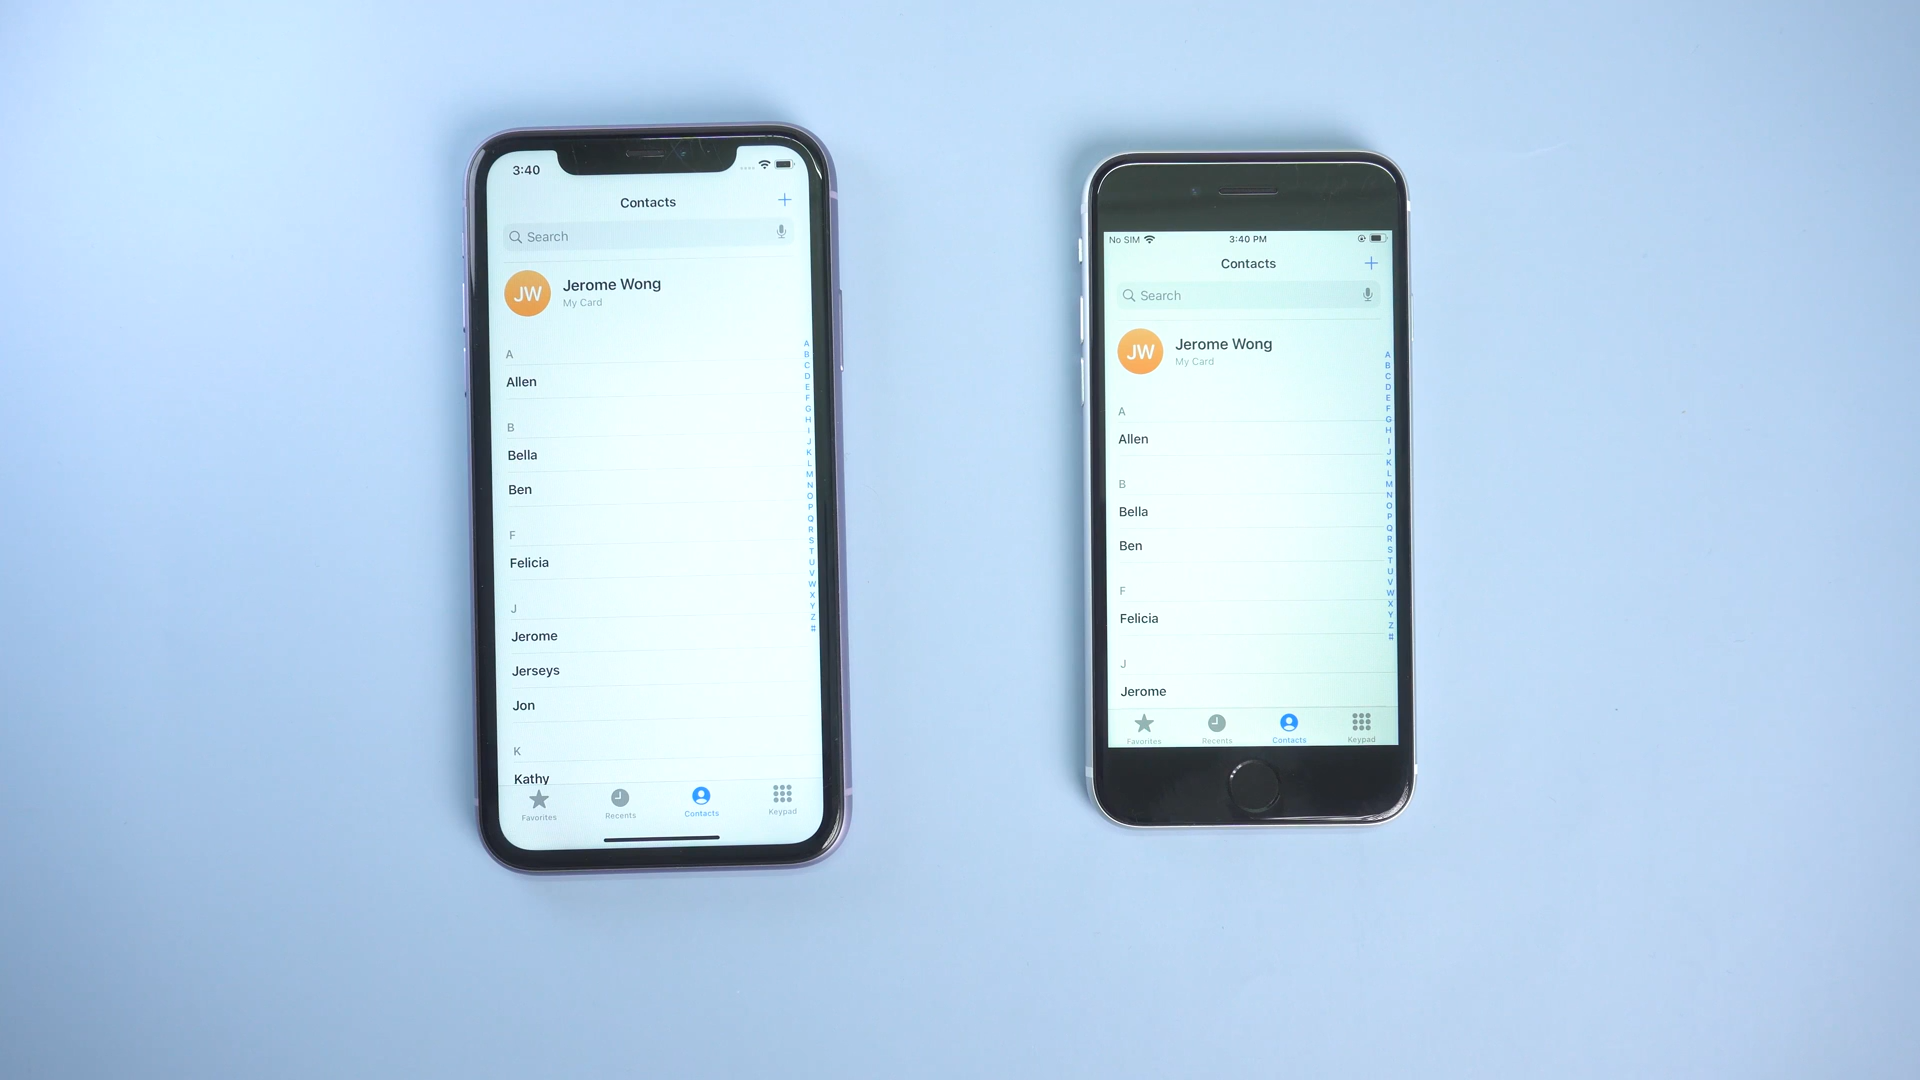 3:40
Contacts
+
Search
JW
Jerome Wong
My Card
A
Allen
B
Bella
Ben
F
Felicia
J
Jerome
Jerseys
Jon
K
Kathy
A
B
C
D
E
F
G
H
I
J
K
L
M
N
O
P
Q
R
S
T
U
V
W
X
Y
Z
#
Favorites
Recents
Contacts
Keypad
No SIM
3:40 PM
Contacts
+
Search
JW
Jerome Wong
My Card
A
Allen
B
Bella
Ben
F
Felicia
J
Jerome
A
B
C
D
E
F
G
H
I
J
K
L
M
N
O
P
Q
R
S
T
U
V
W
X
Y
Z
#
Favorites
Recents
Contacts
Keypad